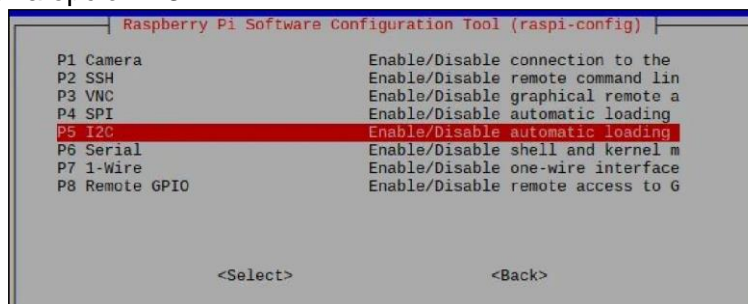 Raspberry Pi Software Configuration Tool (raspi-config)
P1 Camera Enable/Disable connection to the
P2 SSH Enable/Disable remote command lin
P3 VNC Enable/Disable graphical remote a
P4 SPI Enable/Disable automatic loading
P5 I2C Enable/Disable automatic loading
P6 Serial Enable/Disable shell and kernel m
P7 1-Wire Enable/Disable one-wire interface
P8 Remote GPIO Enable/Disable remote access to G
<Select> <Back>